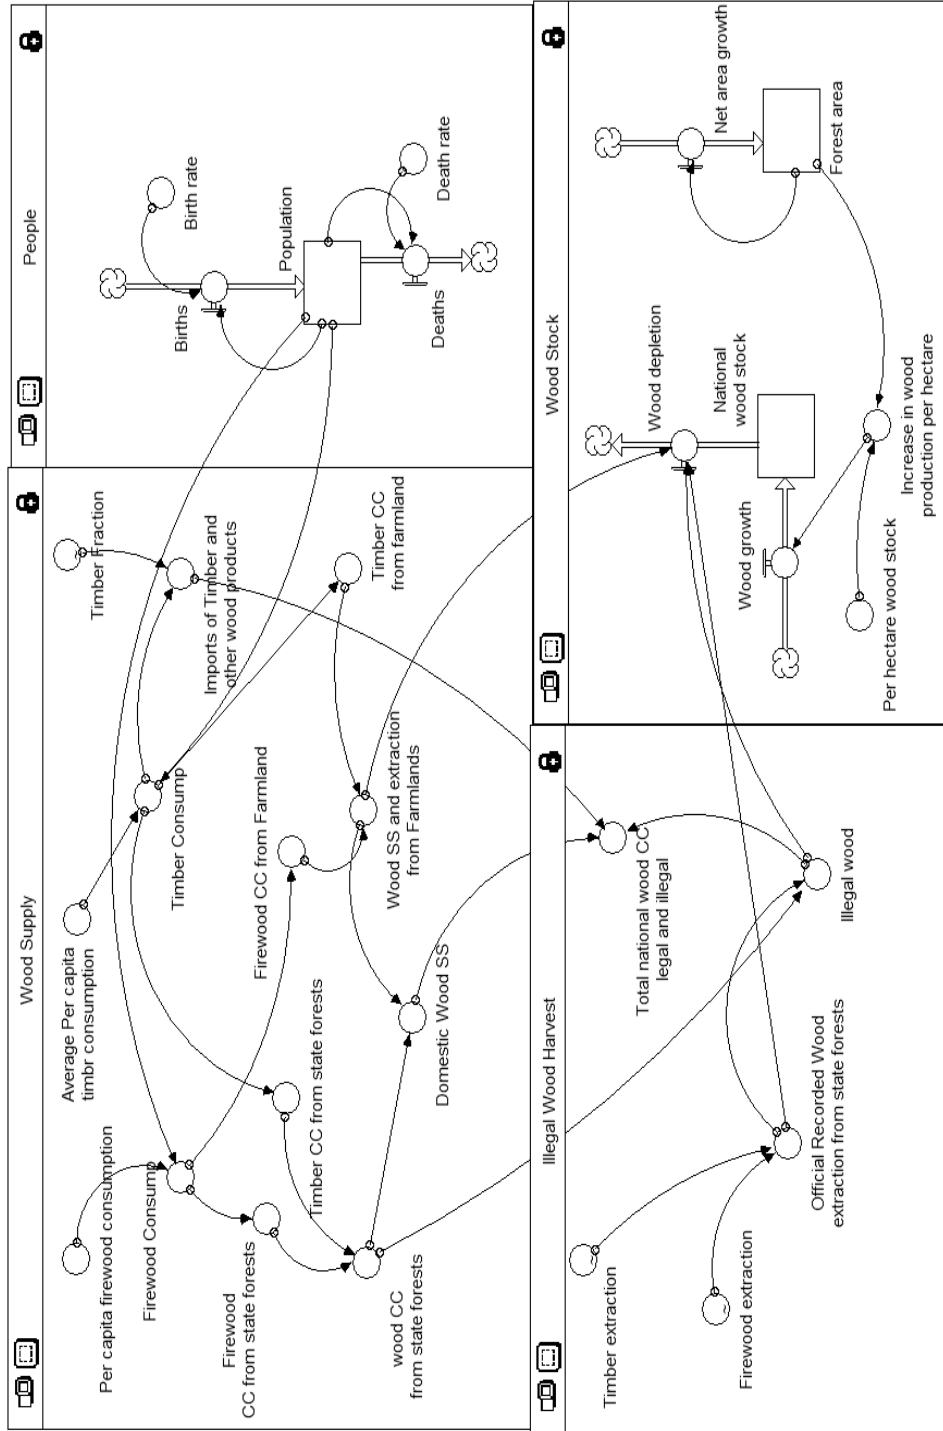 Wood Supply
Per capita firewood consumption
Firewood Consump
Firewood
CC from state forests
wood CC
from state forests
Timber CC from state forests
Average Per capita
timbr consumption
Timber Consump
Firewood CC from Farmland
Domestic Wood SS
Wood SS and extraction
from Farmlands
Timber Fraction
Imports of Timber and
other wood products
Timber CC
from farmland
People
Birth rate
Births
Population
Death rate
Deaths
Illegal Wood Harvest
Timber extraction
Firewood extraction
Official Recorded Wood
extraction from state forests
Total national wood CC
legal and illegal
Illegal wood
Wood Stock
Wood depletion
National
wood stock
Wood growth
Per hectare wood stock
Increase in wood
production per hectare
Net area growth
Forest area